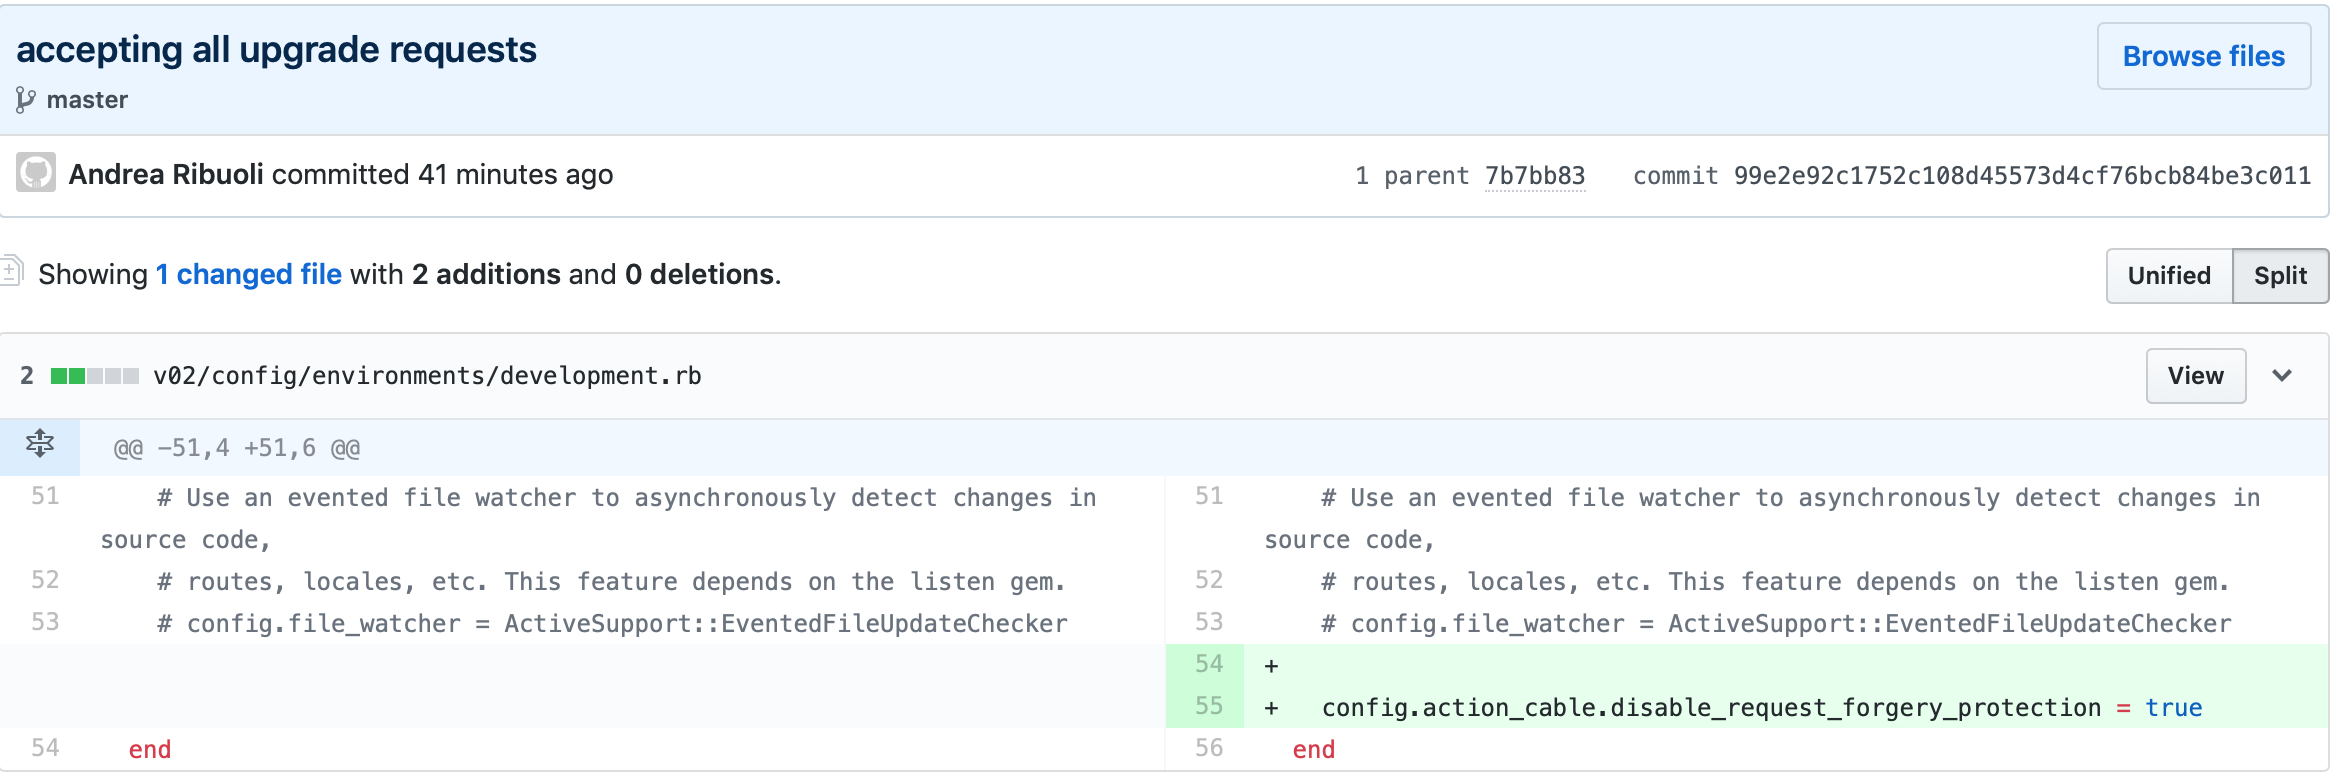 accepting all upgrade requests
Browse files
master
Andrea Ribuoli committed 41 minutes ago
1 parent 7b7bb83 commit 99e2e92c1752c108d45573d4cf76bcb84be3c011
Showing 1 changed file with 2 additions and 0 deletions.
Unified Split
2 v02/config/environments/development.rb
View
@@ -51,4 +51,6 @@
51 # Use an evented file watcher to asynchronously detect changes in
source code,
52 # routes, locales, etc. This feature depends on the listen gem.
53 # config.file_watcher = ActiveSupport::EventedFileUpdateChecker
54 end
51 # Use an evented file watcher to asynchronously detect changes in
source code,
52 # routes, locales, etc. This feature depends on the listen gem.
53 # config.file_watcher = ActiveSupport::EventedFileUpdateChecker
54 +
55 + config.action_cable.disable_request_forgery_protection = true
56 end